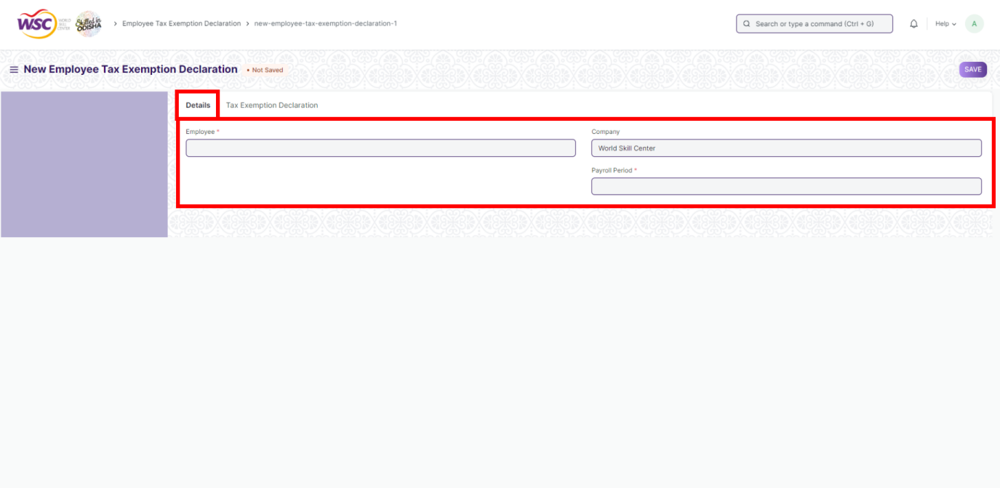 WSC WORLD SKILL CENTER Skilled in ODISHA > Employee Tax Exemption Declaration > new-employee-tax-exemption-declaration-1 Search or type a command (Ctrl + G) Help A
New Employee Tax Exemption Declaration • Not Saved SAVE
Details Tax Exemption Declaration
Employee * Company
World Skill Center
Payroll Period *